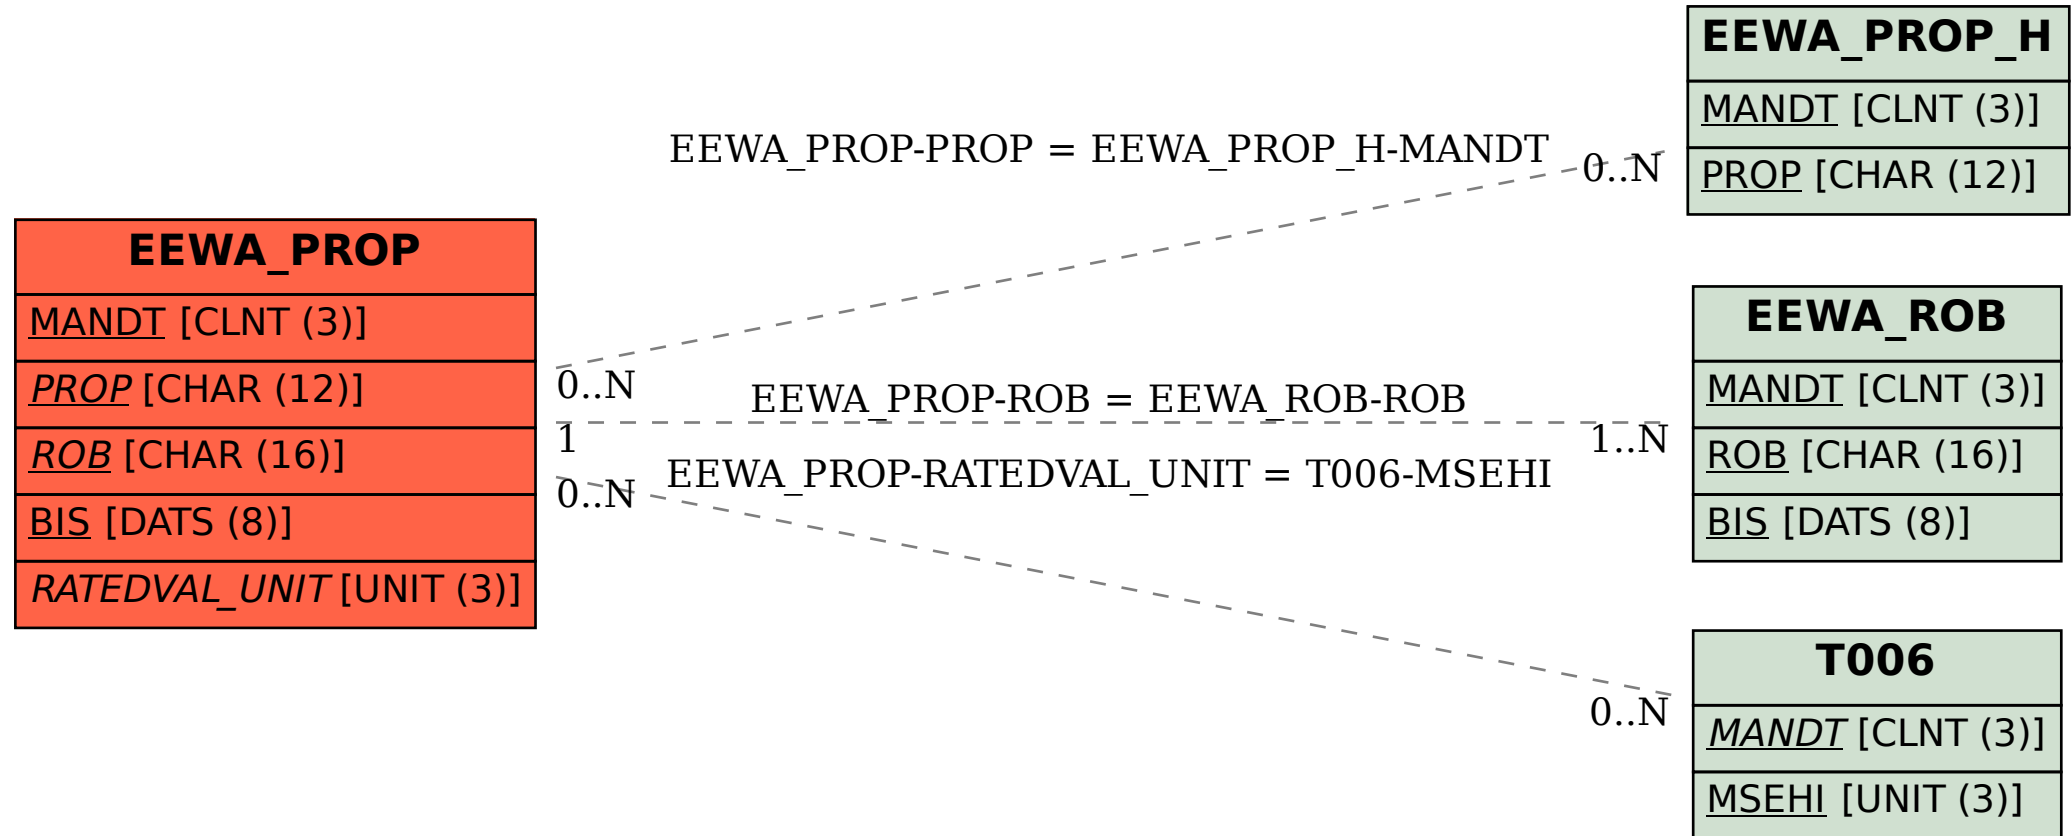 EEWA_PROP
MANDT [CLNT (3)]
PROP [CHAR (12)]
ROB [CHAR (16)]
BIS [DATS (8)]
RATEDVAL_UNIT [UNIT (3)]
EEWA_PROP-PROP = EEWA_PROP_H-MANDT
0..N
0..N
EEWA_PROP-ROB = EEWA_ROB-ROB
1
1..N
EEWA_PROP-RATEDVAL_UNIT = T006-MSEHI
0..N
0..N
EEWA_PROP_H
MANDT [CLNT (3)]
PROP [CHAR (12)]
EEWA_ROB
MANDT [CLNT (3)]
ROB [CHAR (16)]
BIS [DATS (8)]
T006
MANDT [CLNT (3)]
MSEHI [UNIT (3)]